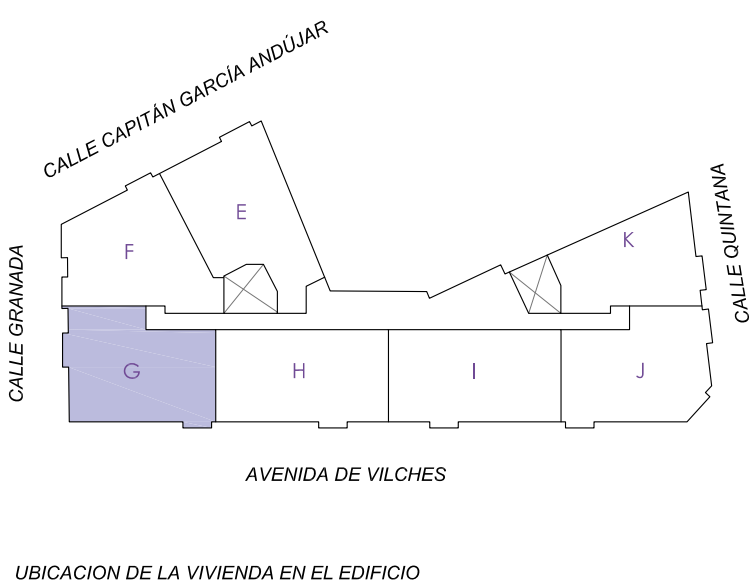 CALLE CAPITÁN GARCÍA ANDÚJAR
CALLE QUINTANA
E
K
F
CALLE GRANADA
G
H
I
J
AVENIDA DE VILCHES
UBICACION DE LA VIVIENDA EN EL EDIFICIO